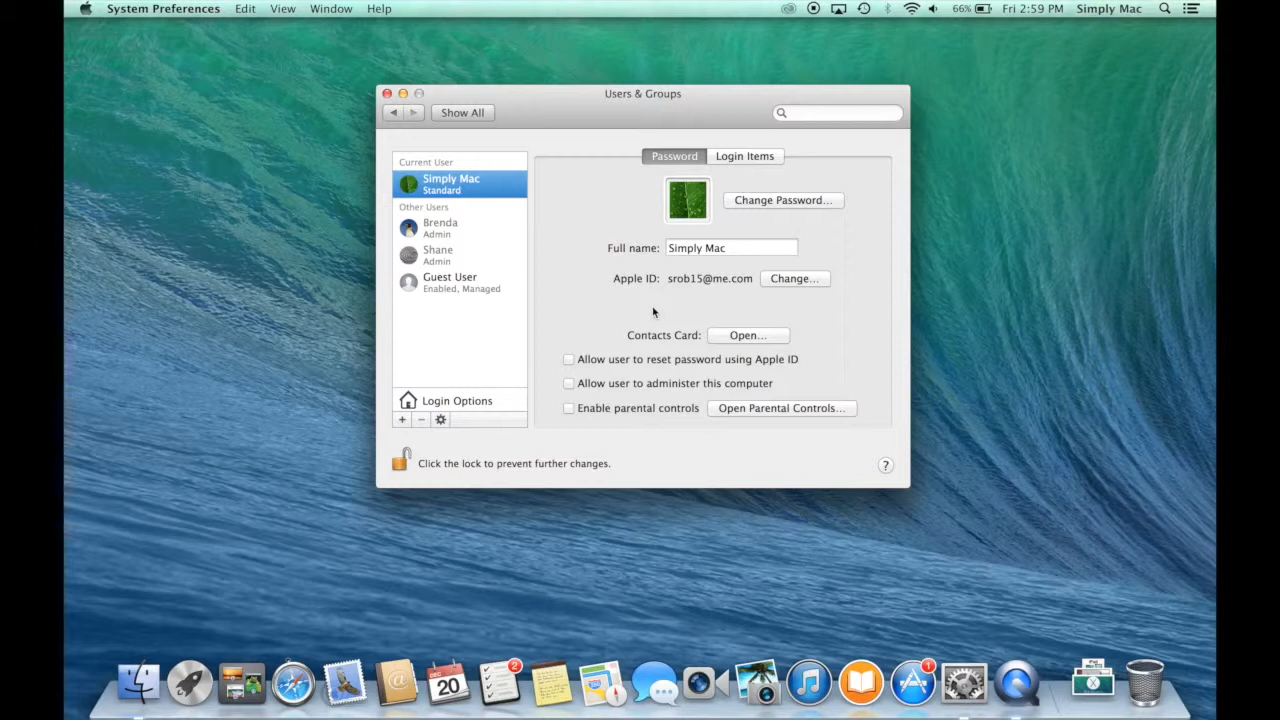 System Preferences Edit View Window Help 66% Fri 2:59 PM Simply Mac
Users & Groups
Show All
Current User
Simply Mac
Standard
Other Users
Brenda
Admin
Shane
Admin
Guest User
Enabled, Managed
Login Options
+ −
Password Login Items
Change Password...
Full name: Simply Mac
Apple ID: srob15@me.com Change...
Contacts Card: Open...
Allow user to reset password using Apple ID
Allow user to administer this computer
Enable parental controls Open Parental Controls...
Click the lock to prevent further changes. ?
DEC
20
2
1